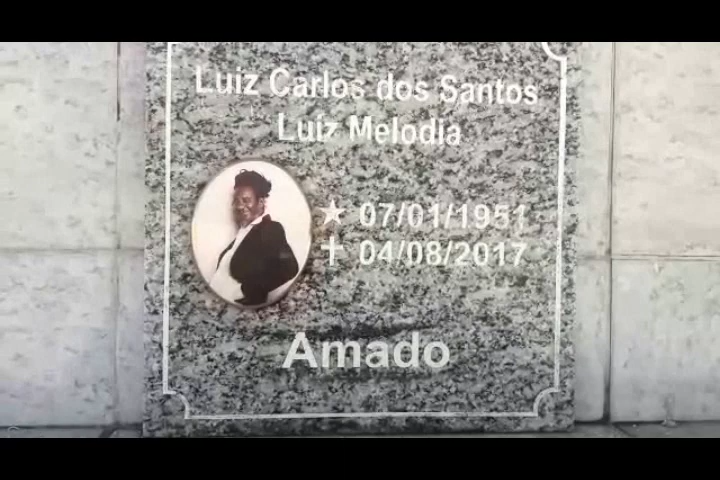 Luiz Carlos dos Santos
Luiz Melodia
★ 07/01/1951
✝ 04/08/2017
Amado